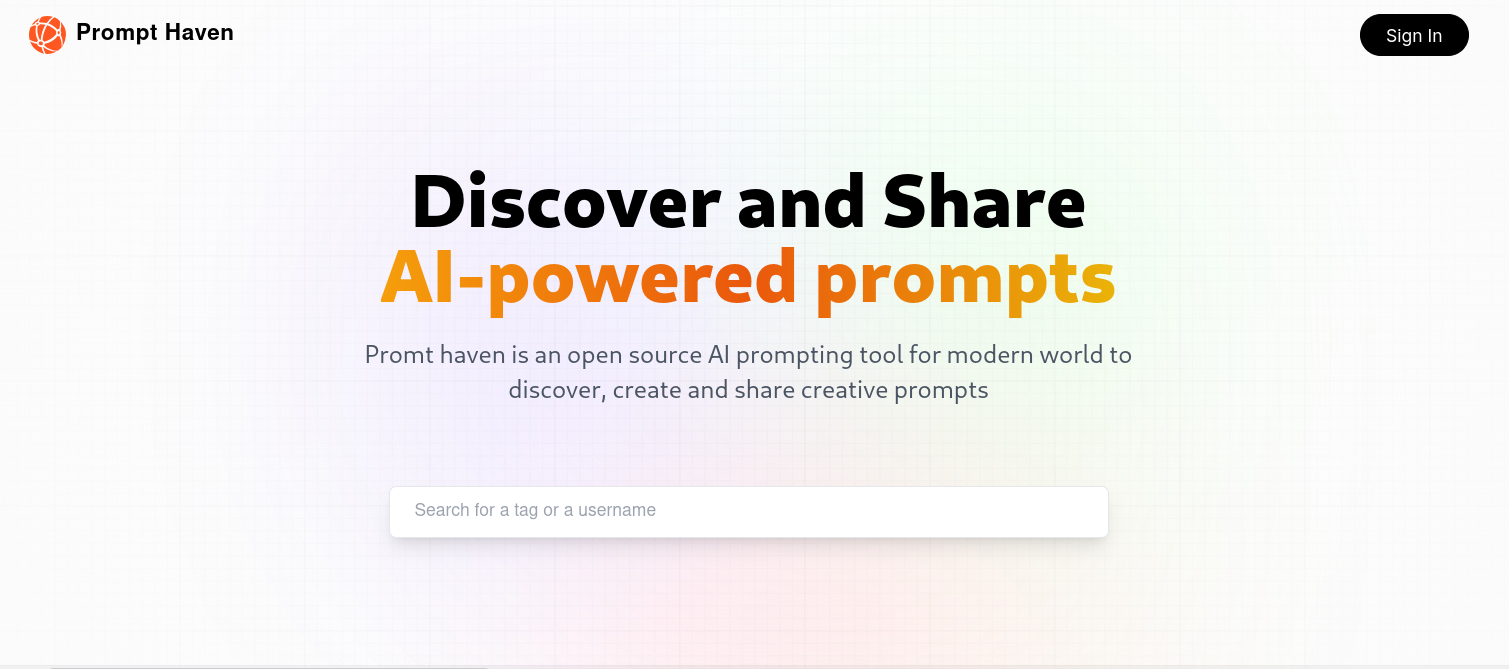 Prompt Haven
Sign In
Discover and Share
AI-powered prompts
Promt haven is an open source AI prompting tool for modern world to
discover, create and share creative prompts
Search for a tag or a username